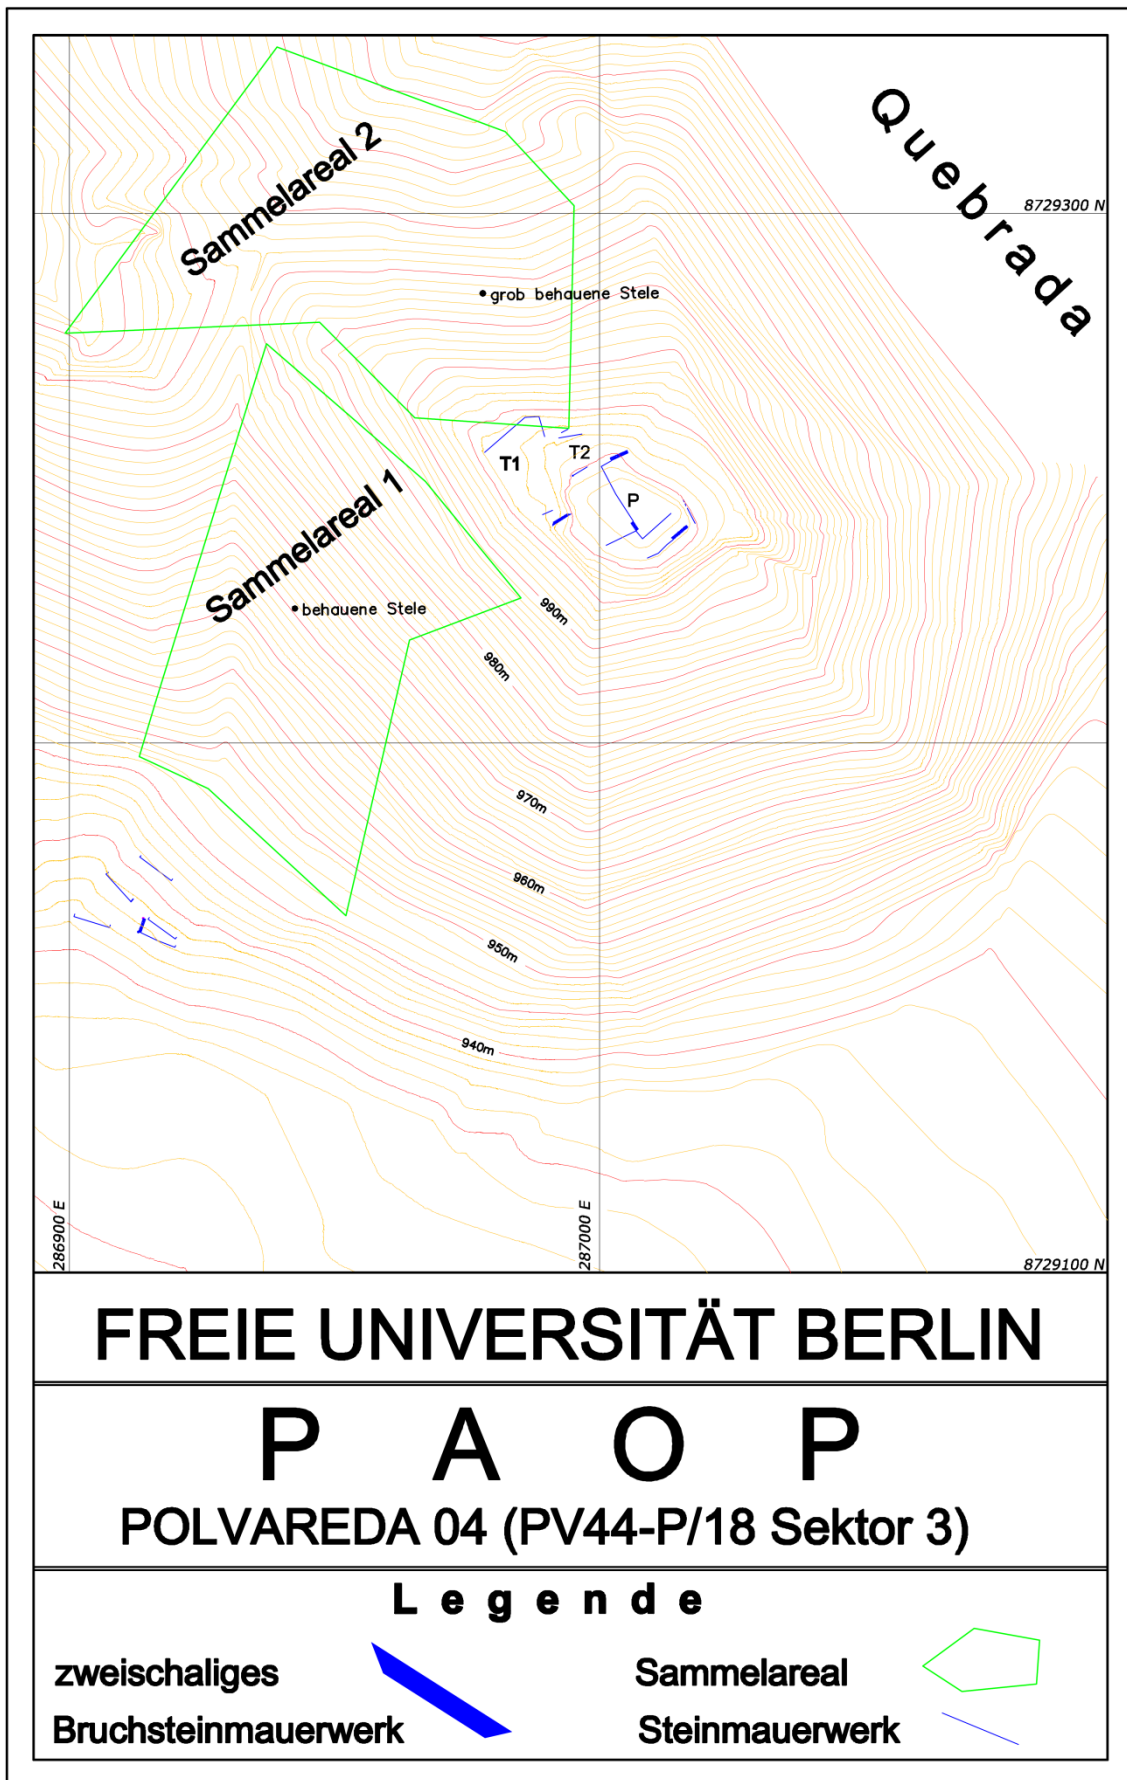 Quebrada
Sammelareal 2
8729300 N
grob behauene Stele
T1
T2
P
Sammelareal 1
behauene Stele
990m
980m
970m
960m
950m
940m
286900 E
287000 E
8729100 N
FREIE UNIVERSITÄT BERLIN
P A O P
POLVAREDA 04 (PV44-P/18 Sektor 3)
Legende
zweischaliges
Bruchsteinmauerwerk
Sammelareal
Steinmauerwerk